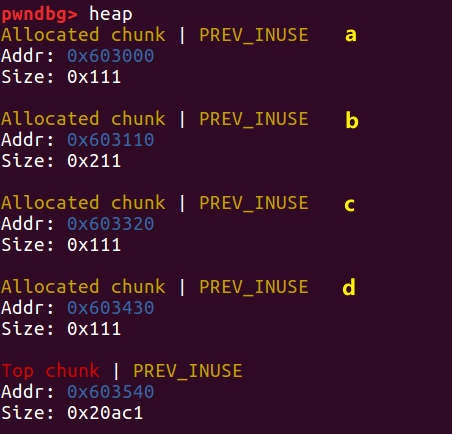 pwndbg> heap
Allocated chunk | PREV_INUSE a
Addr: 0x603000
Size: 0x111
Allocated chunk | PREV_INUSE b
Addr: 0x603110
Size: 0x211
Allocated chunk | PREV_INUSE c
Addr: 0x603320
Size: 0x111
Allocated chunk | PREV_INUSE d
Addr: 0x603430
Size: 0x111
Top chunk | PREV_INUSE
Addr: 0x603540
Size: 0x20ac1